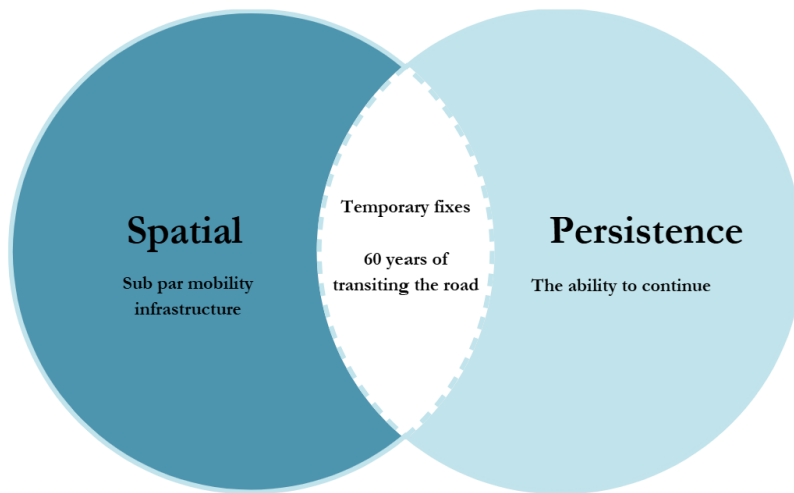 Spatial
Sub par mobility
infrastructure
Temporary fixes
60 years of
transiting the road
Persistence
The ability to continue